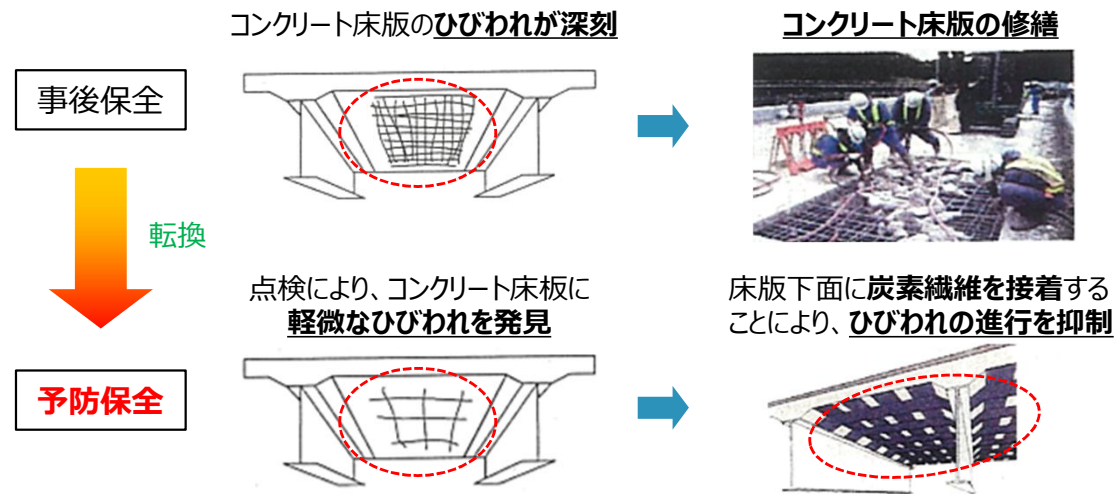 コンクリート床版のひびわれが深刻
コンクリート床版の修繕
事後保全
転換
点検により、コンクリート床板に
軽微なひびわれを発見
床版下面に炭素繊維を接着する
ことにより、ひびわれの進行を抑制
予防保全